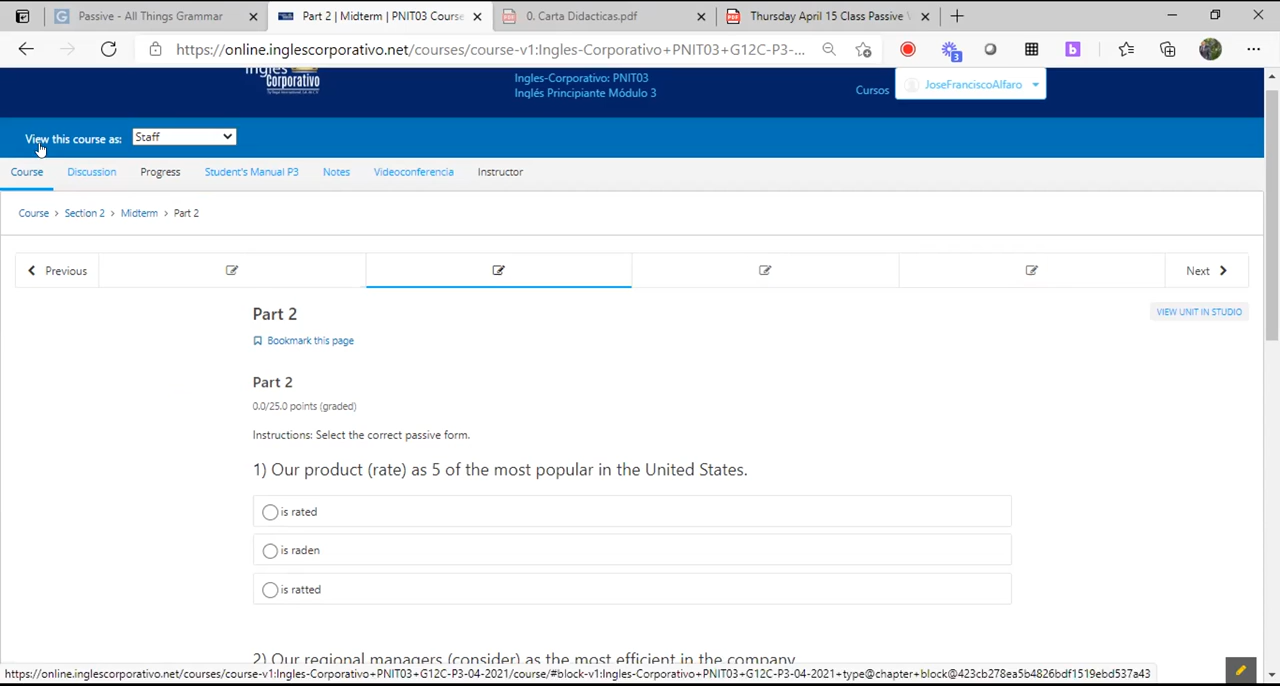 Passive - All Things Grammar
Part 2 | Midterm | PNIT03 Course
0. Carta Didacticas.pdf
Thursday April 15 Class Passive
https://online.inglescorporativo.net/courses/course-v1:Ingles-Corporativo+PNIT03+G12C-P3-...
3
b
Ingles
Corporativo
Ingles-Corporativo: PNIT03
Inglés Principiante Módulo 3
Cursos
JoseFranciscoAlfaro
View this course as:
Staff
Course
Discussion
Progress
Student's Manual P3
Notes
Videoconferencia
Instructor
Course > Section 2 > Midterm > Part 2
Previous
Next
Part 2
VIEW UNIT IN STUDIO
Bookmark this page
Part 2
0.0/25.0 points (graded)
Instructions: Select the correct passive form.
1) Our product (rate) as 5 of the most popular in the United States.
is rated
is raden
is ratted
2) Our regional managers (consider) as the most efficient in the company.
https://online.inglescorporativo.net/courses/course-v1:Ingles-Corporativo+PNIT03+G12C-P3-04-2021/course/#block-v1:Ingles-Corporativo+PNIT03+G12C-P3-04-2021+type@chapter+block@423cb278ea5b4826bdf1519ebd537a43